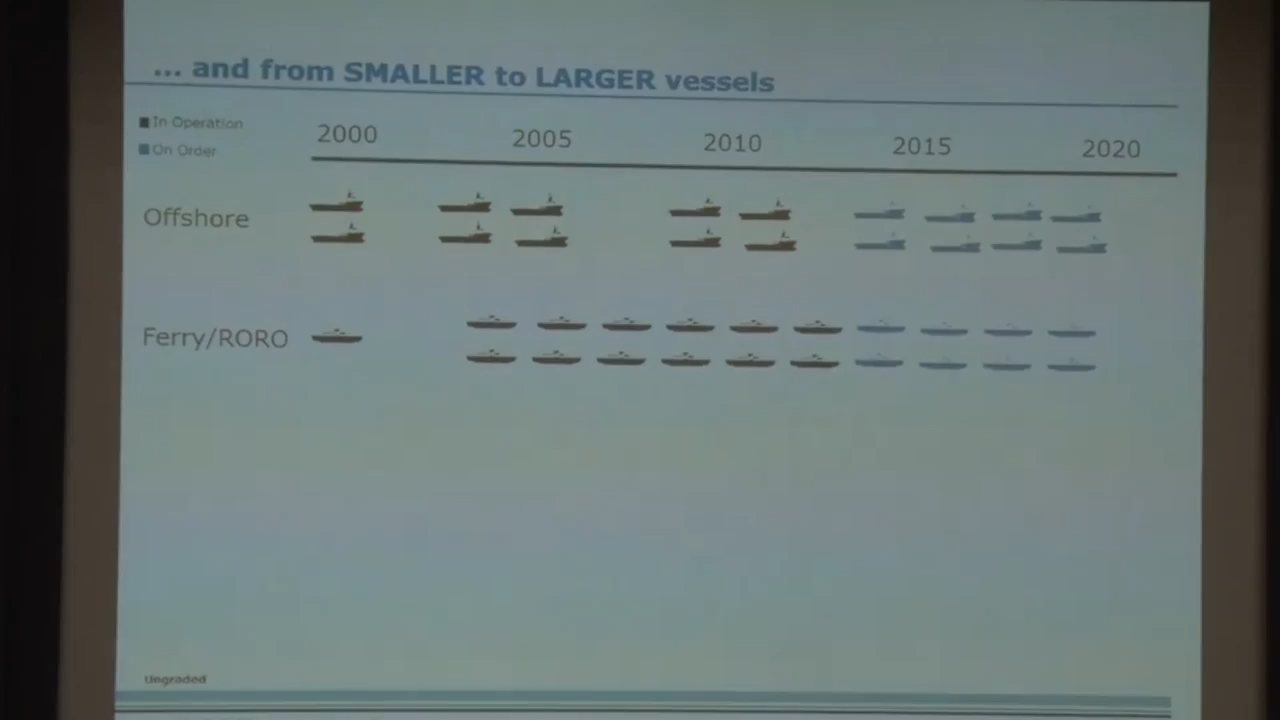 ... and from SMALLER to LARGER vessels
In Operation
On Order
2000 2005 2010 2015 2020
Offshore
Ferry/RORO
Ungraded